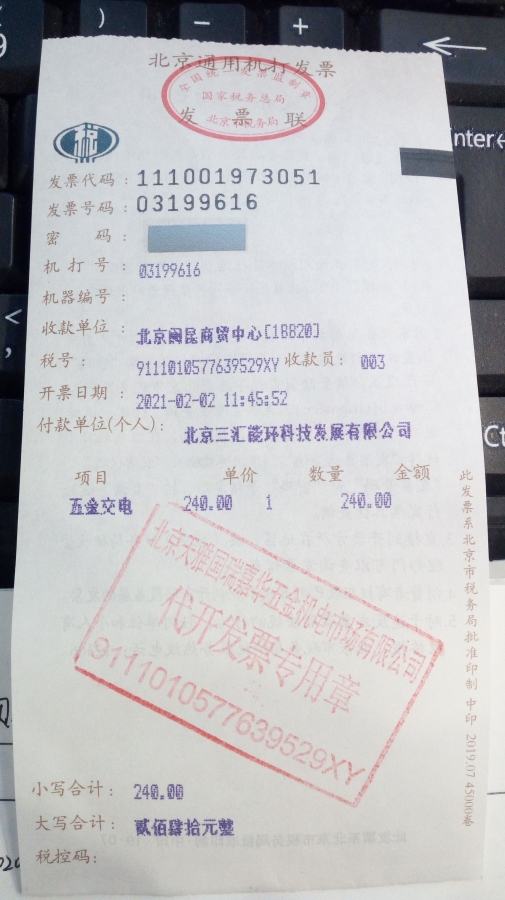 北京通用机打发票
全国统一发票监制章
国家税务总局
北京市税务局
发票联
税
发票代码：111001973051
发票号码：03199616
密　码：
机打号：03199616
机器编号：
收款单位：北京阔昆商贸中心[18820]
税号：9111010577639529XY 收款员：003
开票日期：2021-02-02 11:45:52
付款单位(个人)：北京三汇能环科技发展有限公司
项目 单价 数量 金额
五金交电 240.00 1 240.00
北京天雅国瑞嘉华五金机电市场有限公司
代开发票专用章
9111010577639529XY
小写合计：240.00
大写合计：贰佰肆拾元整
税控码：
此发票系北京市税务局批准印制 中印 2019.07 45000卷
Enter
Ct